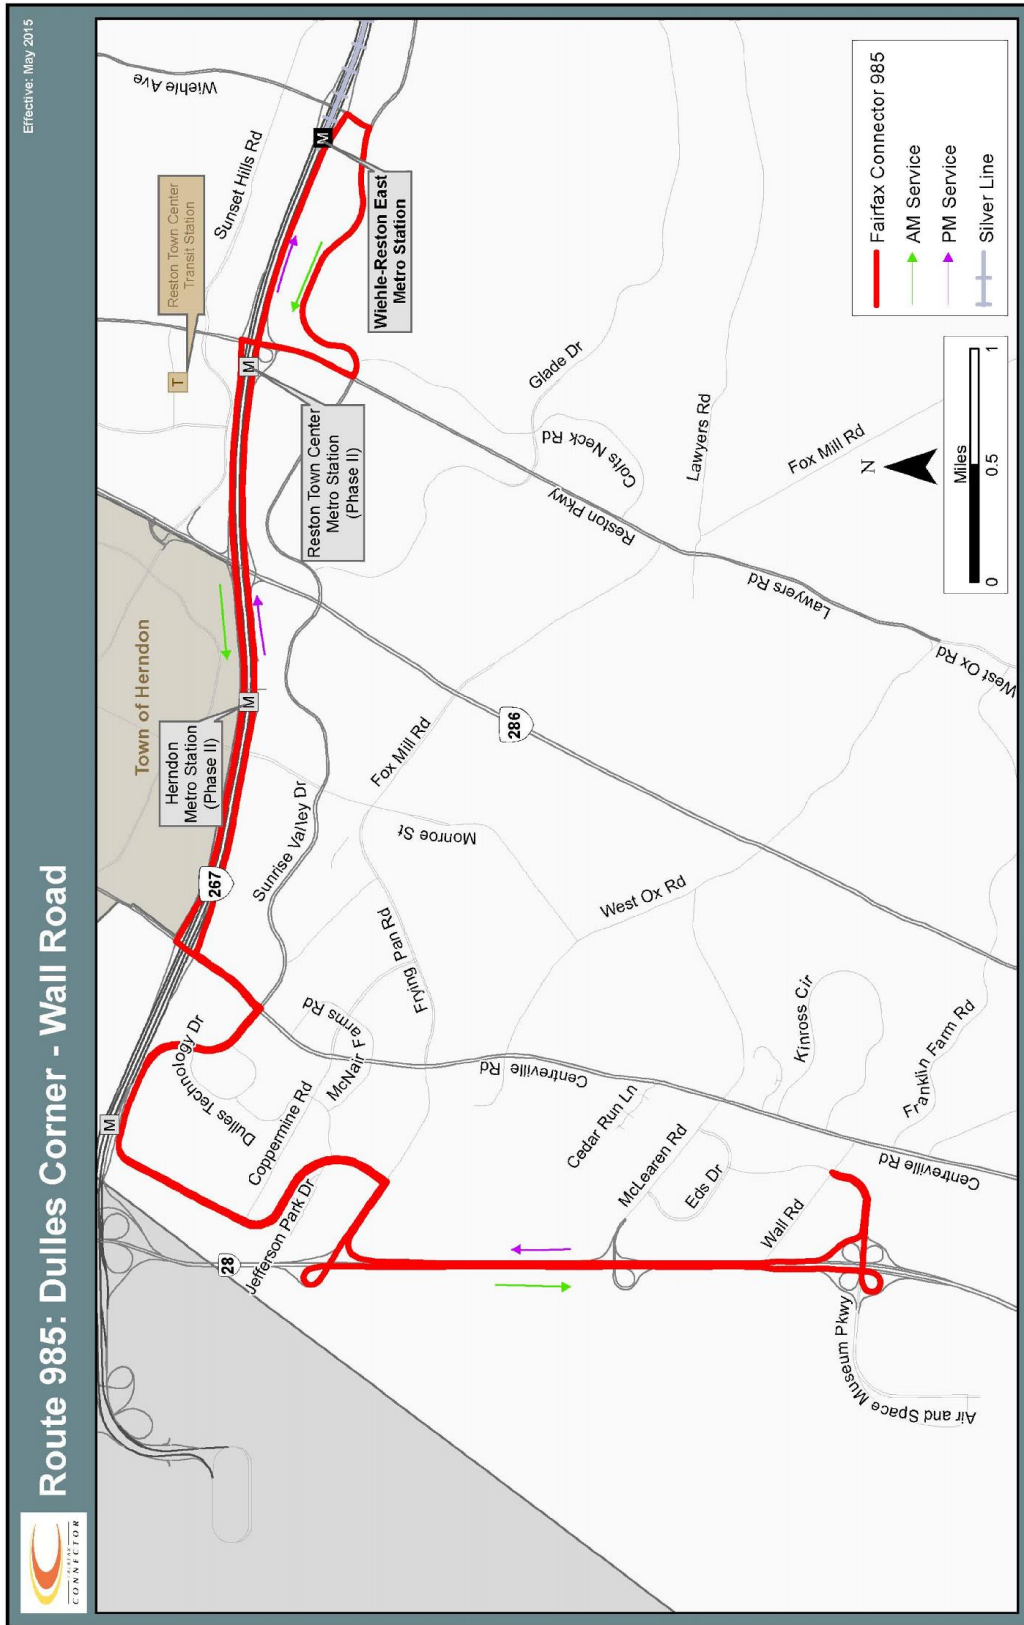 Route 985: Dulles Corner - Wall Road
Effective: May 2015
FAIRFAX
CONNECTOR
Wiehle Ave
Sunset Hills Rd
Reston Town Center
Transit Station
T
M
Wiehle-Reston East
Metro Station
M
Reston Town Center
Metro Station
(Phase II)
Town of Herndon
M
Herndon
Metro Station
(Phase II)
267
M
Sunrise Valley Dr
Dulles Technology Dr
Coppermine Rd
McNair Farms Rd
Frying Pan Rd
Fox Mill Rd
Monroe St
West Ox Rd
286
Glade Dr
Colts Neck Rd
Reston Pkwy
Lawyers Rd
Fox Mill Rd
Lawyers Rd
West Ox Rd
28
Jefferson Park Dr
Centreville Rd
Cedar Run Ln
McLearen Rd
Eds Dr
Wall Rd
Kinross Cir
Franklin Farm Rd
Centreville Rd
Air and Space Museum Pkwy
N
Miles
0 0.5 1
Fairfax Connector 985
AM Service
PM Service
Silver Line